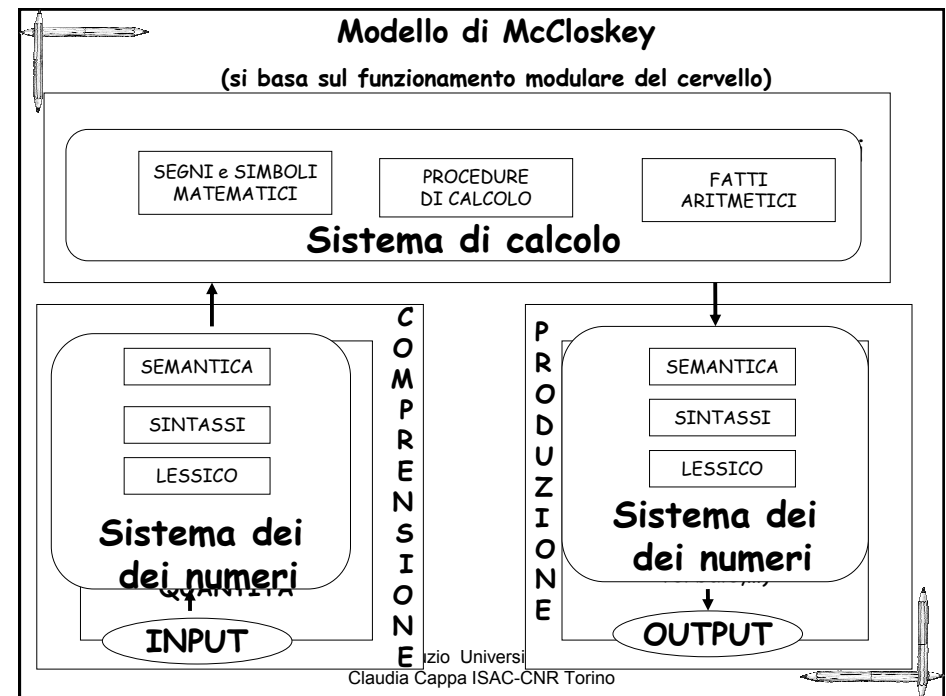 Modello di McCloskey
(si basa sul funzionamento modulare del cervello)
SEGNI e SIMBOLI
MATEMATICI
PROCEDURE
DI CALCOLO
FATTI
ARITMETICI
Sistema di calcolo
COMPRENSIONE
SEMANTICA
SINTASSI
LESSICO
Sistema dei
dei numeri
QUANTITÀ
INPUT
PRODUZIONE
SEMANTICA
SINTASSI
LESSICO
Sistema dei
dei numeri
OUTPUT
Claudia Cappa ISAC-CNR Torino